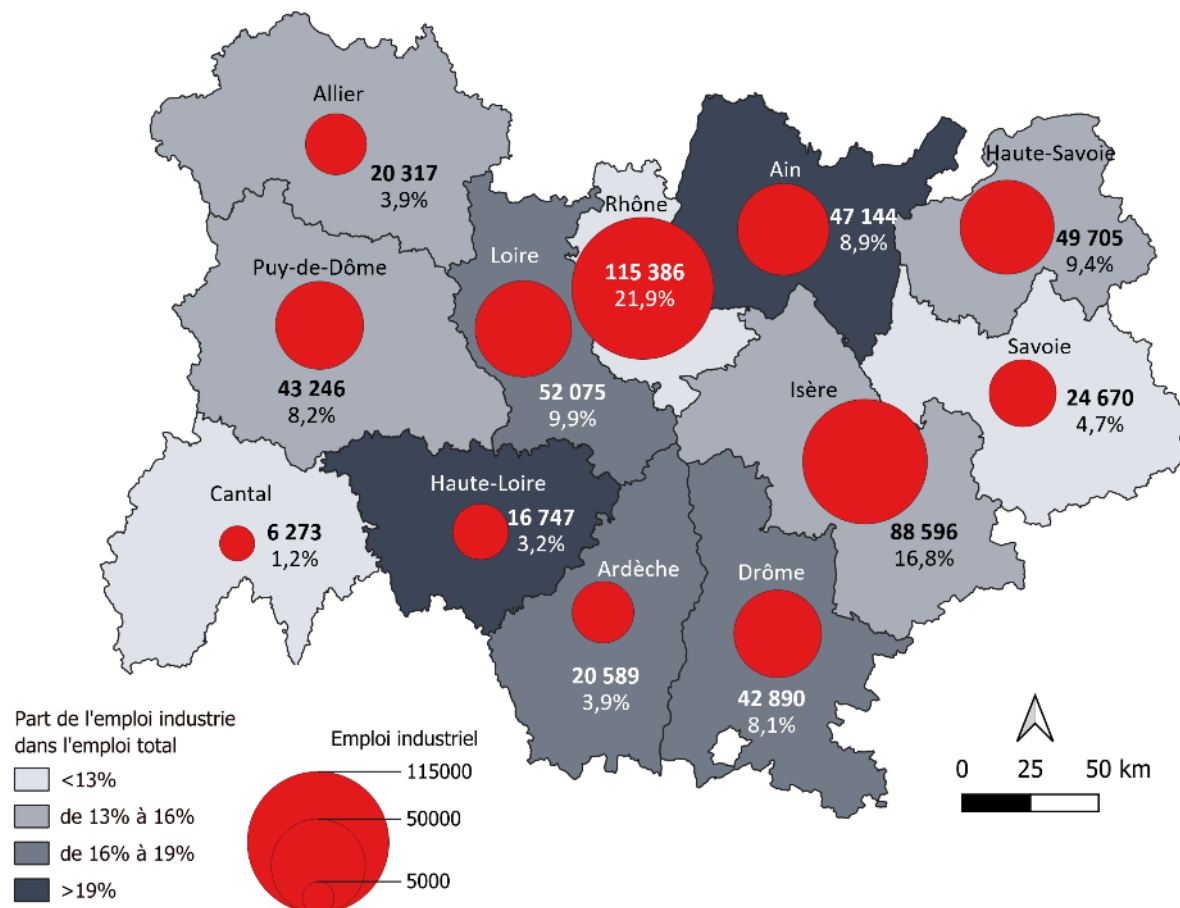 Allier
20 317
3,9%
Puy-de-Dôme
43 246
8,2%
Loire
52 075
9,9%
Rhône
115 386
21,9%
Ain
47 144
8,9%
Haute-Savoie
49 705
9,4%
Savoie
24 670
4,7%
Isère
88 596
16,8%
Cantal
6 273
1,2%
Haute-Loire
16 747
3,2%
Ardèche
20 589
3,9%
Drôme
42 890
8,1%
Part de l'emploi industrie
dans l'emploi total
<13%
de 13% à 16%
de 16% à 19%
>19%
Emploi industriel
115000
50000
5000
0 25 50 km